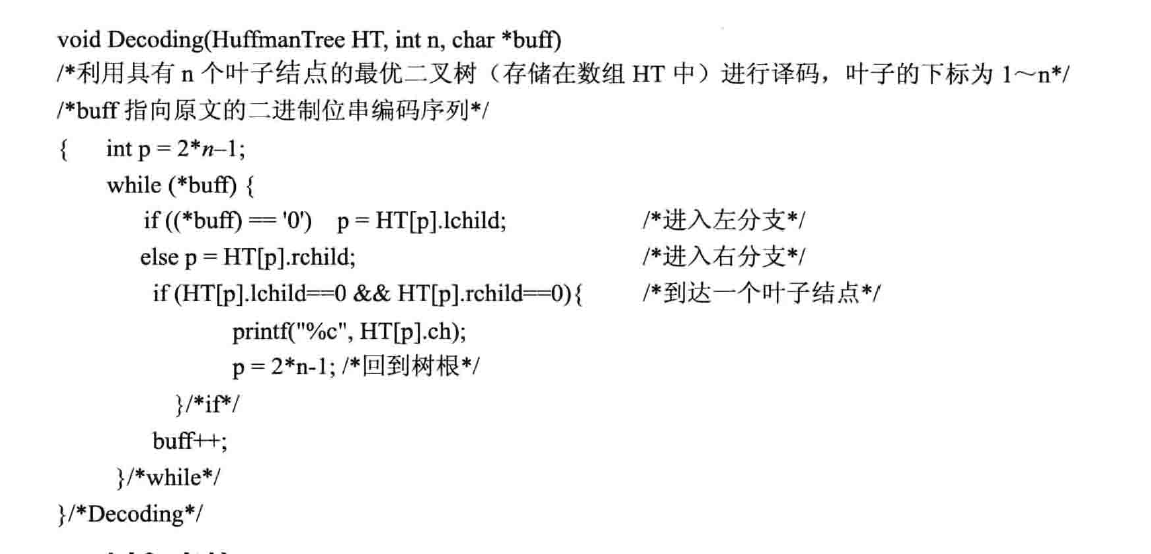 void Decoding(HuffmanTree HT, int n, char *buff)
/*利用具有 n 个叶子结点的最优二叉树（存储在数组 HT 中）进行译码，叶子的下标为 1～n*/
/*buff 指向原文的二进制位串编码序列*/
{ int p = 2*n–1;
while (*buff) {
if ((*buff) == '0') p = HT[p].lchild; /*进入左分支*/
else p = HT[p].rchild; /*进入右分支*/
if (HT[p].lchild==0 && HT[p].rchild==0){ /*到达一个叶子结点*/
printf("%c", HT[p].ch);
p = 2*n-1; /*回到树根*/
}/*if*/
buff++;
}/*while*/
}/*Decoding*/